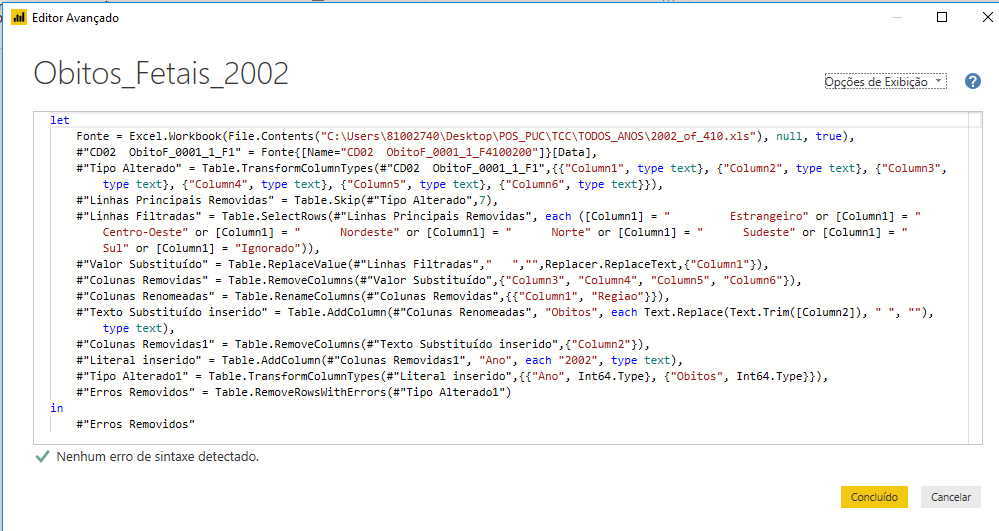 Editor Avançado
Obitos_Fetais_2002
Opções de Exibição
?
let
    Fonte = Excel.Workbook(File.Contents("C:\Users\81002740\Desktop\POS_PUC\TCC\TODOS_ANOS\2002_of_410.xls"), null, true),
    #"CD02  ObitoF_0001_1_F1" = Fonte{[Name="CD02  ObitoF_0001_1_F4100200"]}[Data],
    #"Tipo Alterado" = Table.TransformColumnTypes(#"CD02  ObitoF_0001_1_F1",{{"Column1", type text}, {"Column2", type text}, {"Column3",
        type text}, {"Column4", type text}, {"Column5", type text}, {"Column6", type text}}),
    #"Linhas Principais Removidas" = Table.Skip(#"Tipo Alterado",7),
    #"Linhas Filtradas" = Table.SelectRows(#"Linhas Principais Removidas", each ([Column1] = "         Estrangeiro" or [Column1] = "
        Centro-Oeste" or [Column1] = "      Nordeste" or [Column1] = "      Norte" or [Column1] = "      Sudeste" or [Column1] = "
        Sul" or [Column1] = "Ignorado")),
    #"Valor Substituído" = Table.ReplaceValue(#"Linhas Filtradas","   ","",Replacer.ReplaceText,{"Column1"}),
    #"Colunas Removidas" = Table.RemoveColumns(#"Valor Substituído",{"Column3", "Column4", "Column5", "Column6"}),
    #"Colunas Renomeadas" = Table.RenameColumns(#"Colunas Removidas",{{"Column1", "Regiao"}}),
    #"Texto Substituído inserido" = Table.AddColumn(#"Colunas Renomeadas", "Obitos", each Text.Replace(Text.Trim([Column2]), " ", ""),
        type text),
    #"Colunas Removidas1" = Table.RemoveColumns(#"Texto Substituído inserido",{"Column2"}),
    #"Literal inserido" = Table.AddColumn(#"Colunas Removidas1", "Ano", each "2002", type text),
    #"Tipo Alterado1" = Table.TransformColumnTypes(#"Literal inserido",{{"Ano", Int64.Type}, {"Obitos", Int64.Type}}),
    #"Erros Removidos" = Table.RemoveRowsWithErrors(#"Tipo Alterado1")
in
    #"Erros Removidos"
Nenhum erro de sintaxe detectado.
Concluído
Cancelar